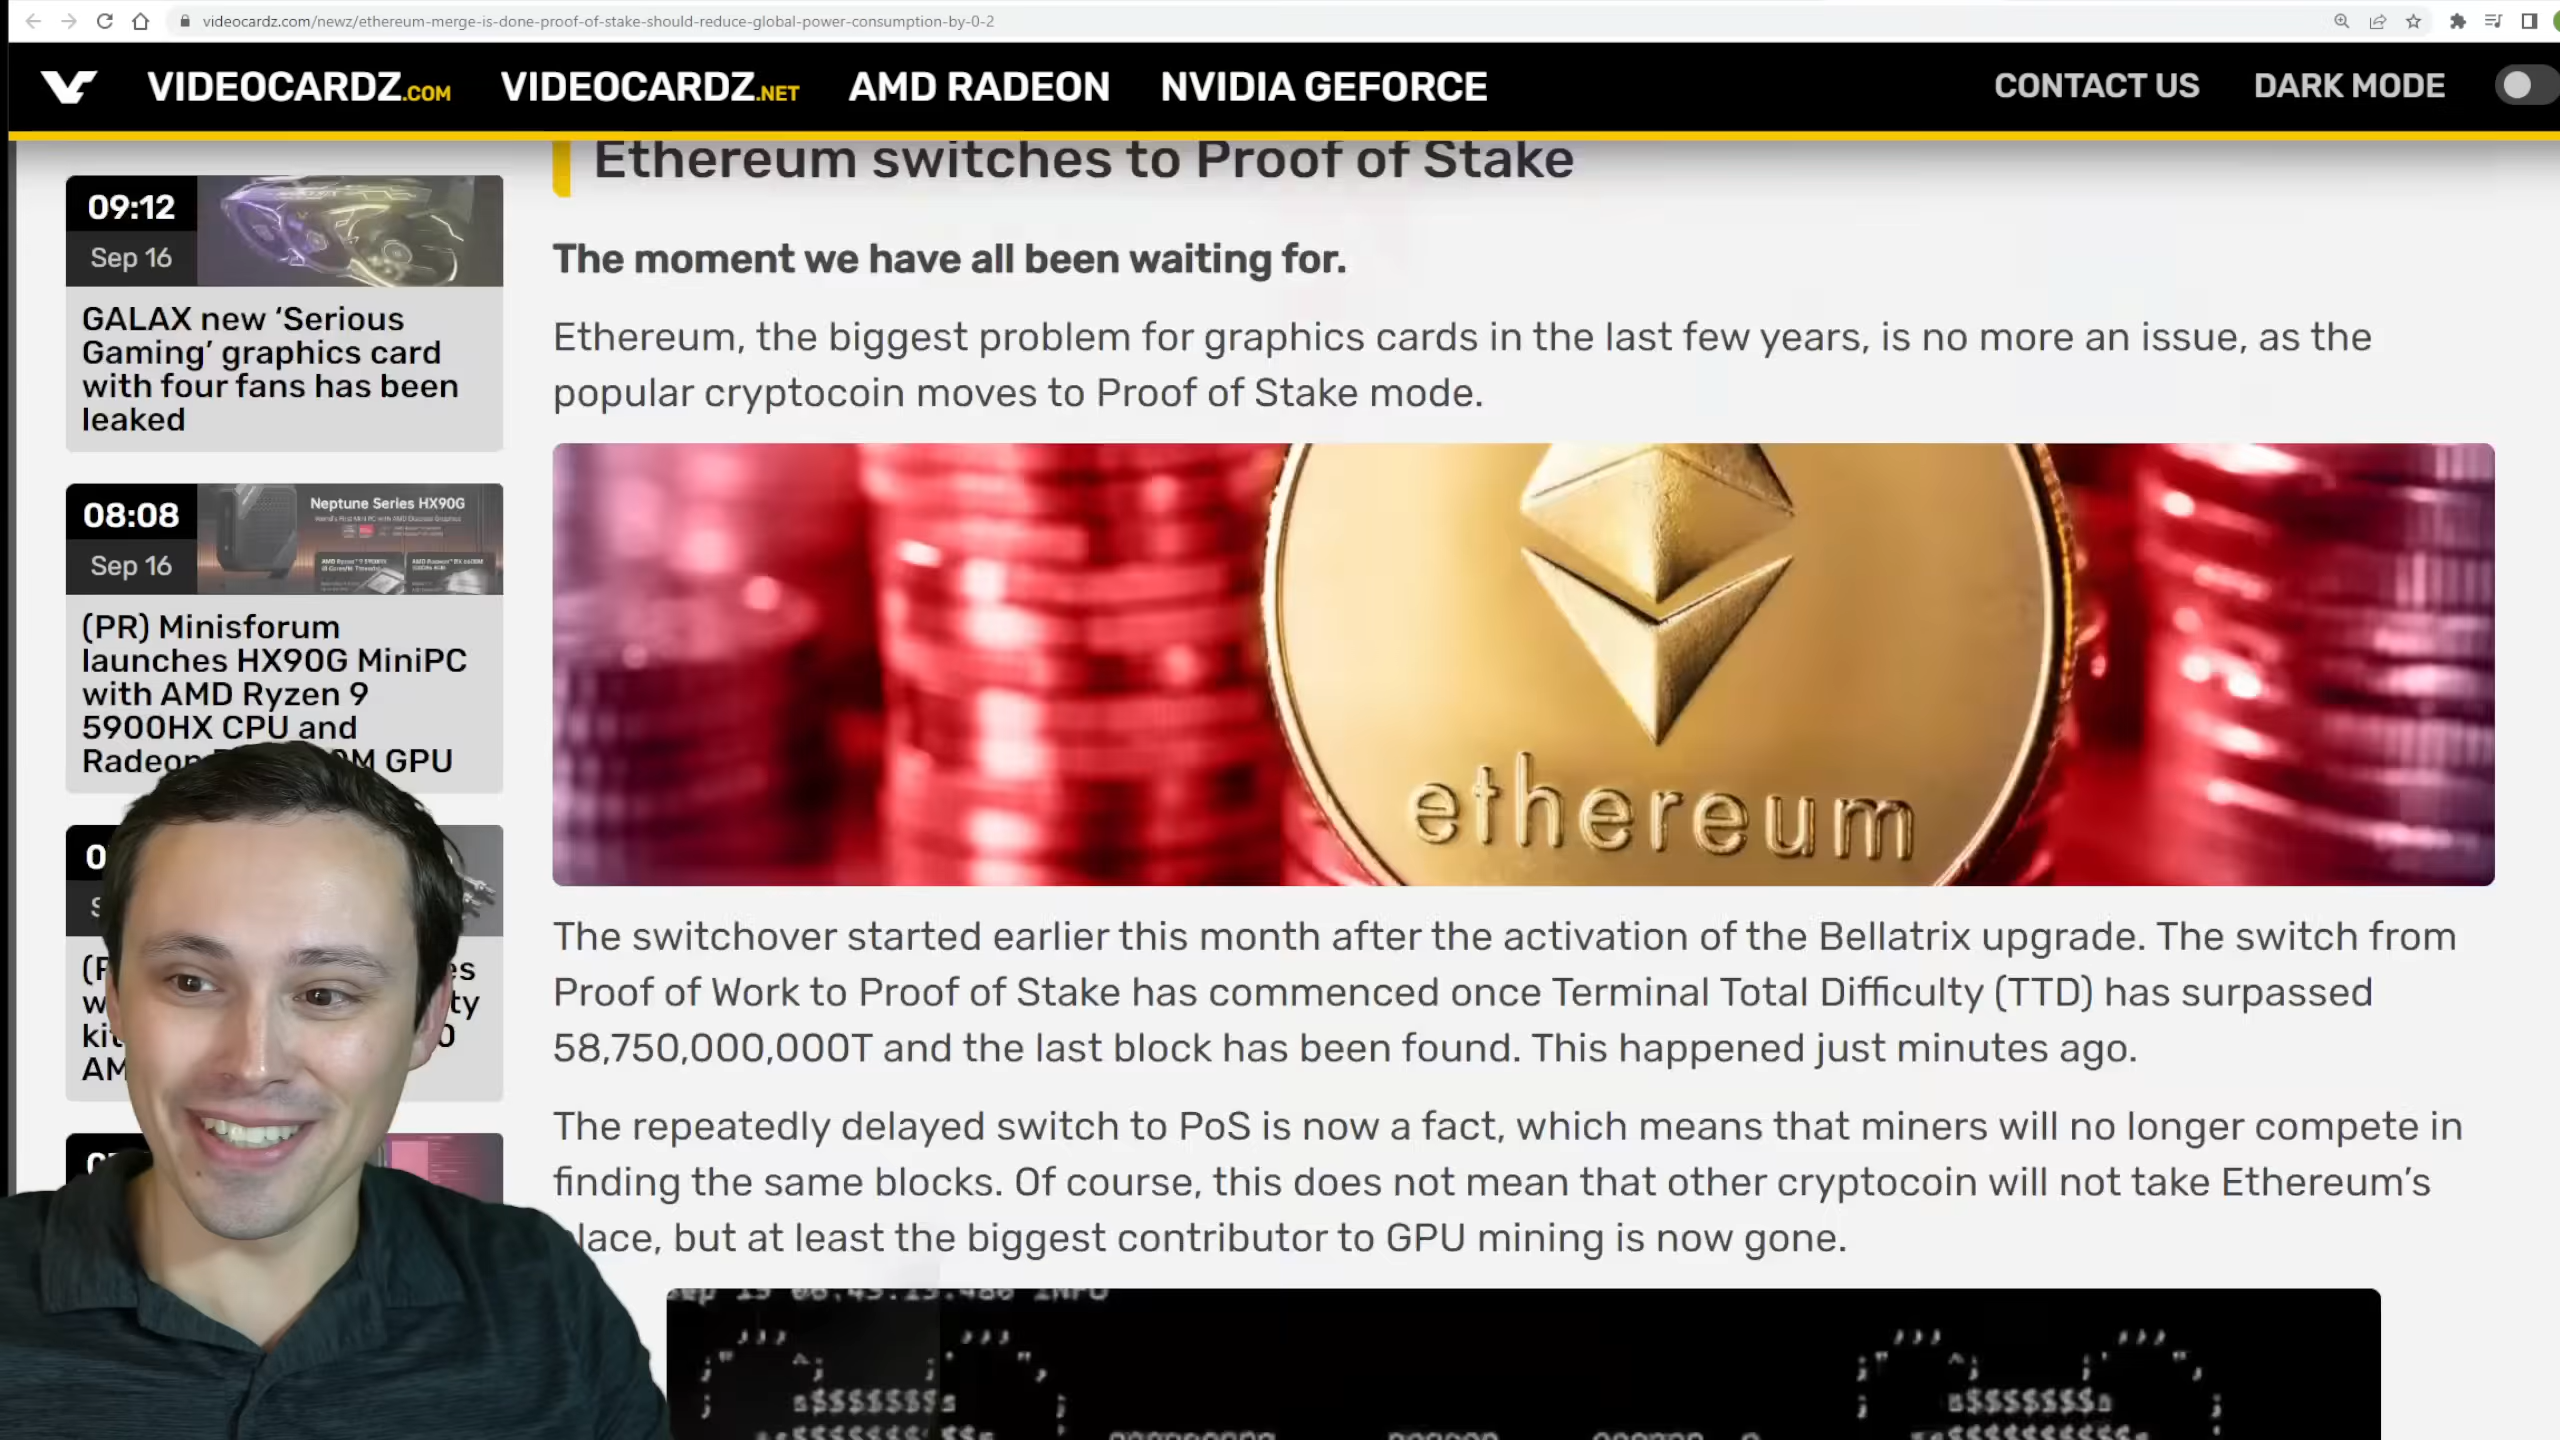 videocardz.com/newz/ethereum-merge-is-done-proof-of-stake-should-reduce-global-power-consumption-by-0-2
VIDEOCARDZ.COM VIDEOCARDZ.NET AMD RADEON NVIDIA GEFORCE CONTACT US DARK MODE
09:12
Sep 16
GALAX new ‘Serious
Gaming’ graphics card
with four fans has been
leaked
08:08
Sep 16
Neptune Series HX90G
(PR) Minisforum
launches HX90G MiniPC
with AMD Ryzen 9
5900HX CPU and
Radeon GPU
Ethereum switches to Proof of Stake
The moment we have all been waiting for.
Ethereum, the biggest problem for graphics cards in the last few years, is no more an issue, as the
popular cryptocoin moves to Proof of Stake mode.
ethereum
The switchover started earlier this month after the activation of the Bellatrix upgrade. The switch from
Proof of Work to Proof of Stake has commenced once Terminal Total Difficulty (TTD) has surpassed
58,750,000,000T and the last block has been found. This happened just minutes ago.
The repeatedly delayed switch to PoS is now a fact, which means that miners will no longer compete in
finding the same blocks. Of course, this does not mean that other cryptocoin will not take Ethereum’s
place, but at least the biggest contributor to GPU mining is now gone.